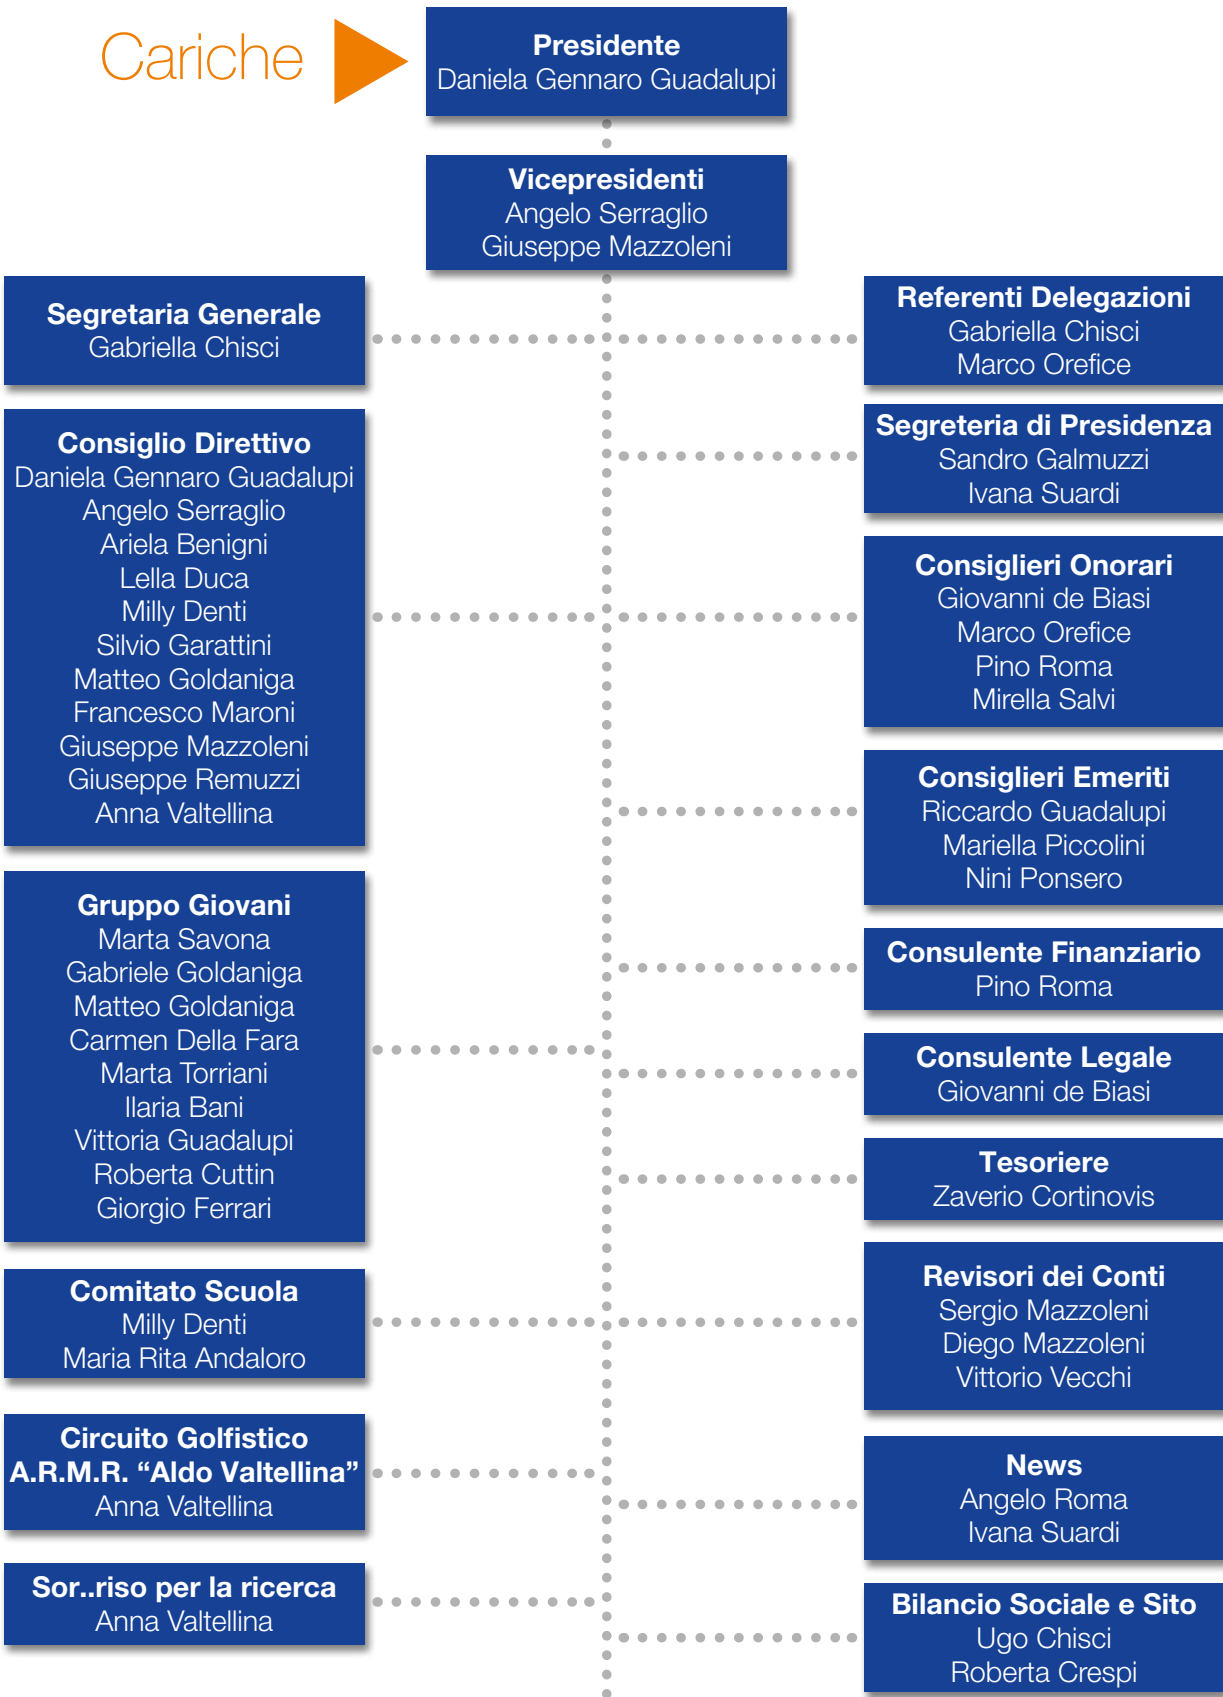 Cariche
Presidente
Daniela Gennaro Guadalupi
Vicepresidenti
Angelo Serraglio
Giuseppe Mazzoleni
Segretaria Generale
Gabriella Chisci
Consiglio Direttivo
Daniela Gennaro Guadalupi
Angelo Serraglio
Ariela Benigni
Lella Duca
Milly Denti
Silvio Garattini
Matteo Goldaniga
Francesco Maroni
Giuseppe Mazzoleni
Giuseppe Remuzzi
Anna Valtellina
Gruppo Giovani
Marta Savona
Gabriele Goldaniga
Matteo Goldaniga
Carmen Della Fara
Marta Torriani
Ilaria Bani
Vittoria Guadalupi
Roberta Cuttin
Giorgio Ferrari
Comitato Scuola
Milly Denti
Maria Rita Andaloro
Circuito Golfistico
A.R.M.R. “Aldo Valtellina”
Anna Valtellina
Sor..riso per la ricerca
Anna Valtellina
Referenti Delegazioni
Gabriella Chisci
Marco Orefice
Segreteria di Presidenza
Sandro Galmuzzi
Ivana Suardi
Consiglieri Onorari
Giovanni de Biasi
Marco Orefice
Pino Roma
Mirella Salvi
Consiglieri Emeriti
Riccardo Guadalupi
Mariella Piccolini
Nini Ponsero
Consulente Finanziario
Pino Roma
Consulente Legale
Giovanni de Biasi
Tesoriere
Zaverio Cortinovis
Revisori dei Conti
Sergio Mazzoleni
Diego Mazzoleni
Vittorio Vecchi
News
Angelo Roma
Ivana Suardi
Bilancio Sociale e Sito
Ugo Chisci
Roberta Crespi